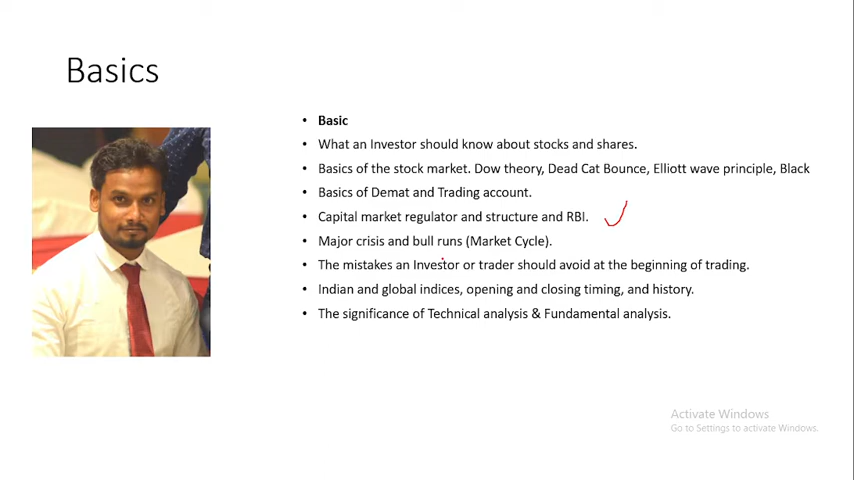 Basics
• Basic
• What an Investor should know about stocks and shares.
• Basics of the stock market. Dow theory, Dead Cat Bounce, Elliott wave principle, Black
• Basics of Demat and Trading account.
• Capital market regulator and structure and RBI.
• Major crisis and bull runs (Market Cycle).
• The mistakes an Investor or trader should avoid at the beginning of trading.
• Indian and global indices, opening and closing timing, and history.
• The significance of Technical analysis & Fundamental analysis.
Activate Windows
Go to Settings to activate Windows.